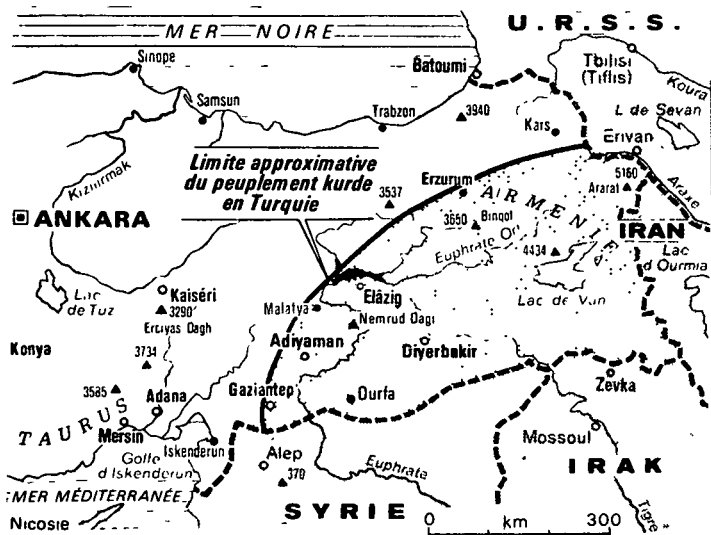 U.R.S.S.
MER NOIRE
Sinope
Batoumi
Tbilisi
(Tiflis)
Koura
Samsun
Trabzon
3940
L. de Sevan
Kars
Erivan
Limite approximative
du peuplement kurde
en Turquie
Kızılırmak
3537
Erzurum
ARMENIE
5160
Ararat
Araxe
ANKARA
3650
Bingol
Euphrate Or.
IRAN
4434
Lac
d'Ourmia
Lac
de Tuz
Kaiséri
3290
Erciyas Dagh
Elâzig
Lac de Van
Malatya
Nemrud Dagi
Konya
3734
Adiyaman
Diyerbakir
3585
Adana
Gaziantep
Ourfa
Zevka
TAURUS
Mersin
Iskenderun
Mossoul
Golfe
d'Iskenderun
Alep
Euphrate
IRAK
370
MER MÉDITERRANÉE
SYRIE
Tigre
Nicosie
0 km 300